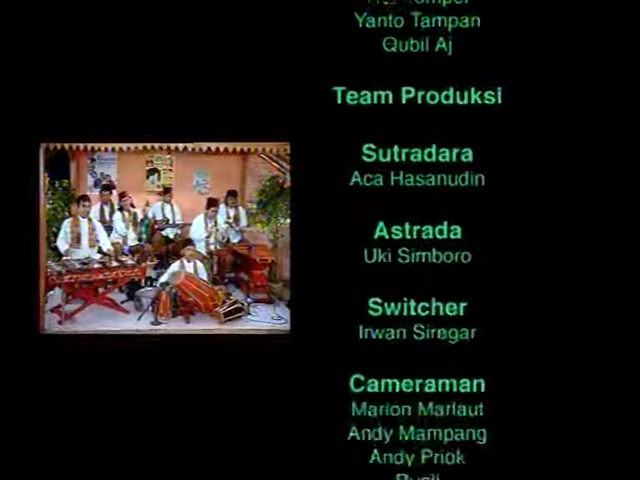 Yanto Tampan
Qubil Aj
Team Produksi
Sutradara
Aca Hasanudin
Astrada
Uki Simboro
Switcher
Irwan Siregar
Cameraman
Marlon Marlaut
Andy Mampang
Andy Priok